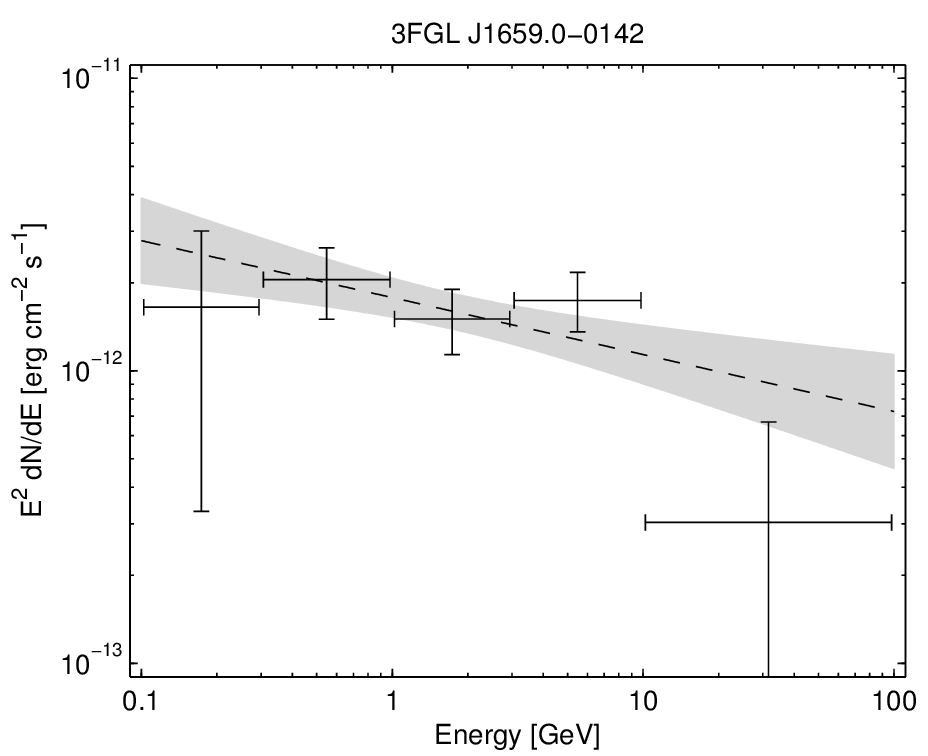 3FGL J1659.0−0142
10⁻¹¹
10⁻¹²
10⁻¹³
E² dN/dE [erg cm⁻² s⁻¹]
0.1 1 10 100
Energy [GeV]